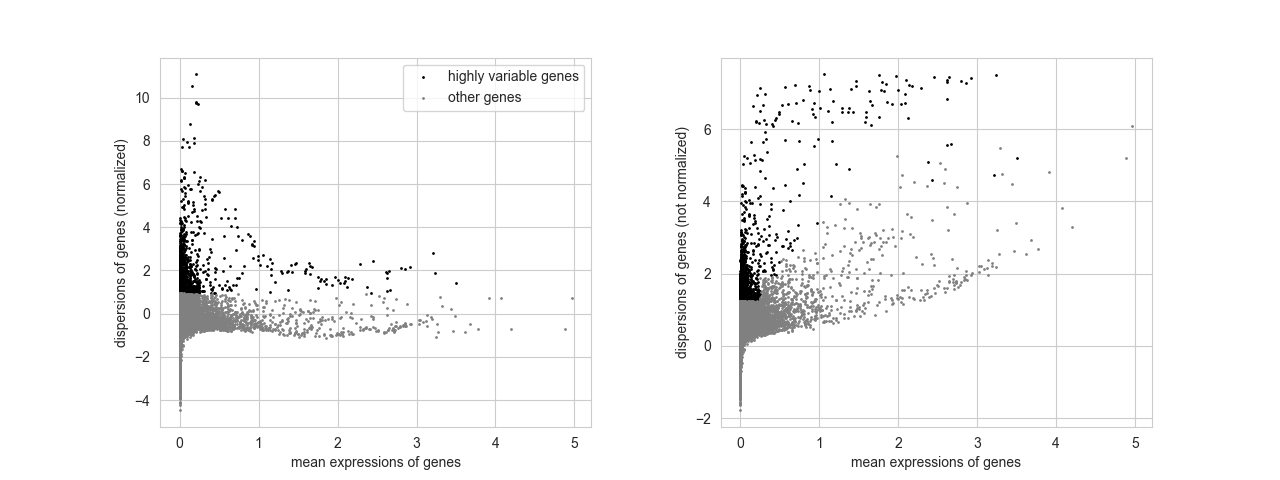 highly variable genes
other genes
dispersions of genes (normalized)
10
8
6
4
2
0
−2
−4
0 1 2 3 4 5
mean expressions of genes
dispersions of genes (not normalized)
6
4
2
0
−2
0 1 2 3 4 5
mean expressions of genes